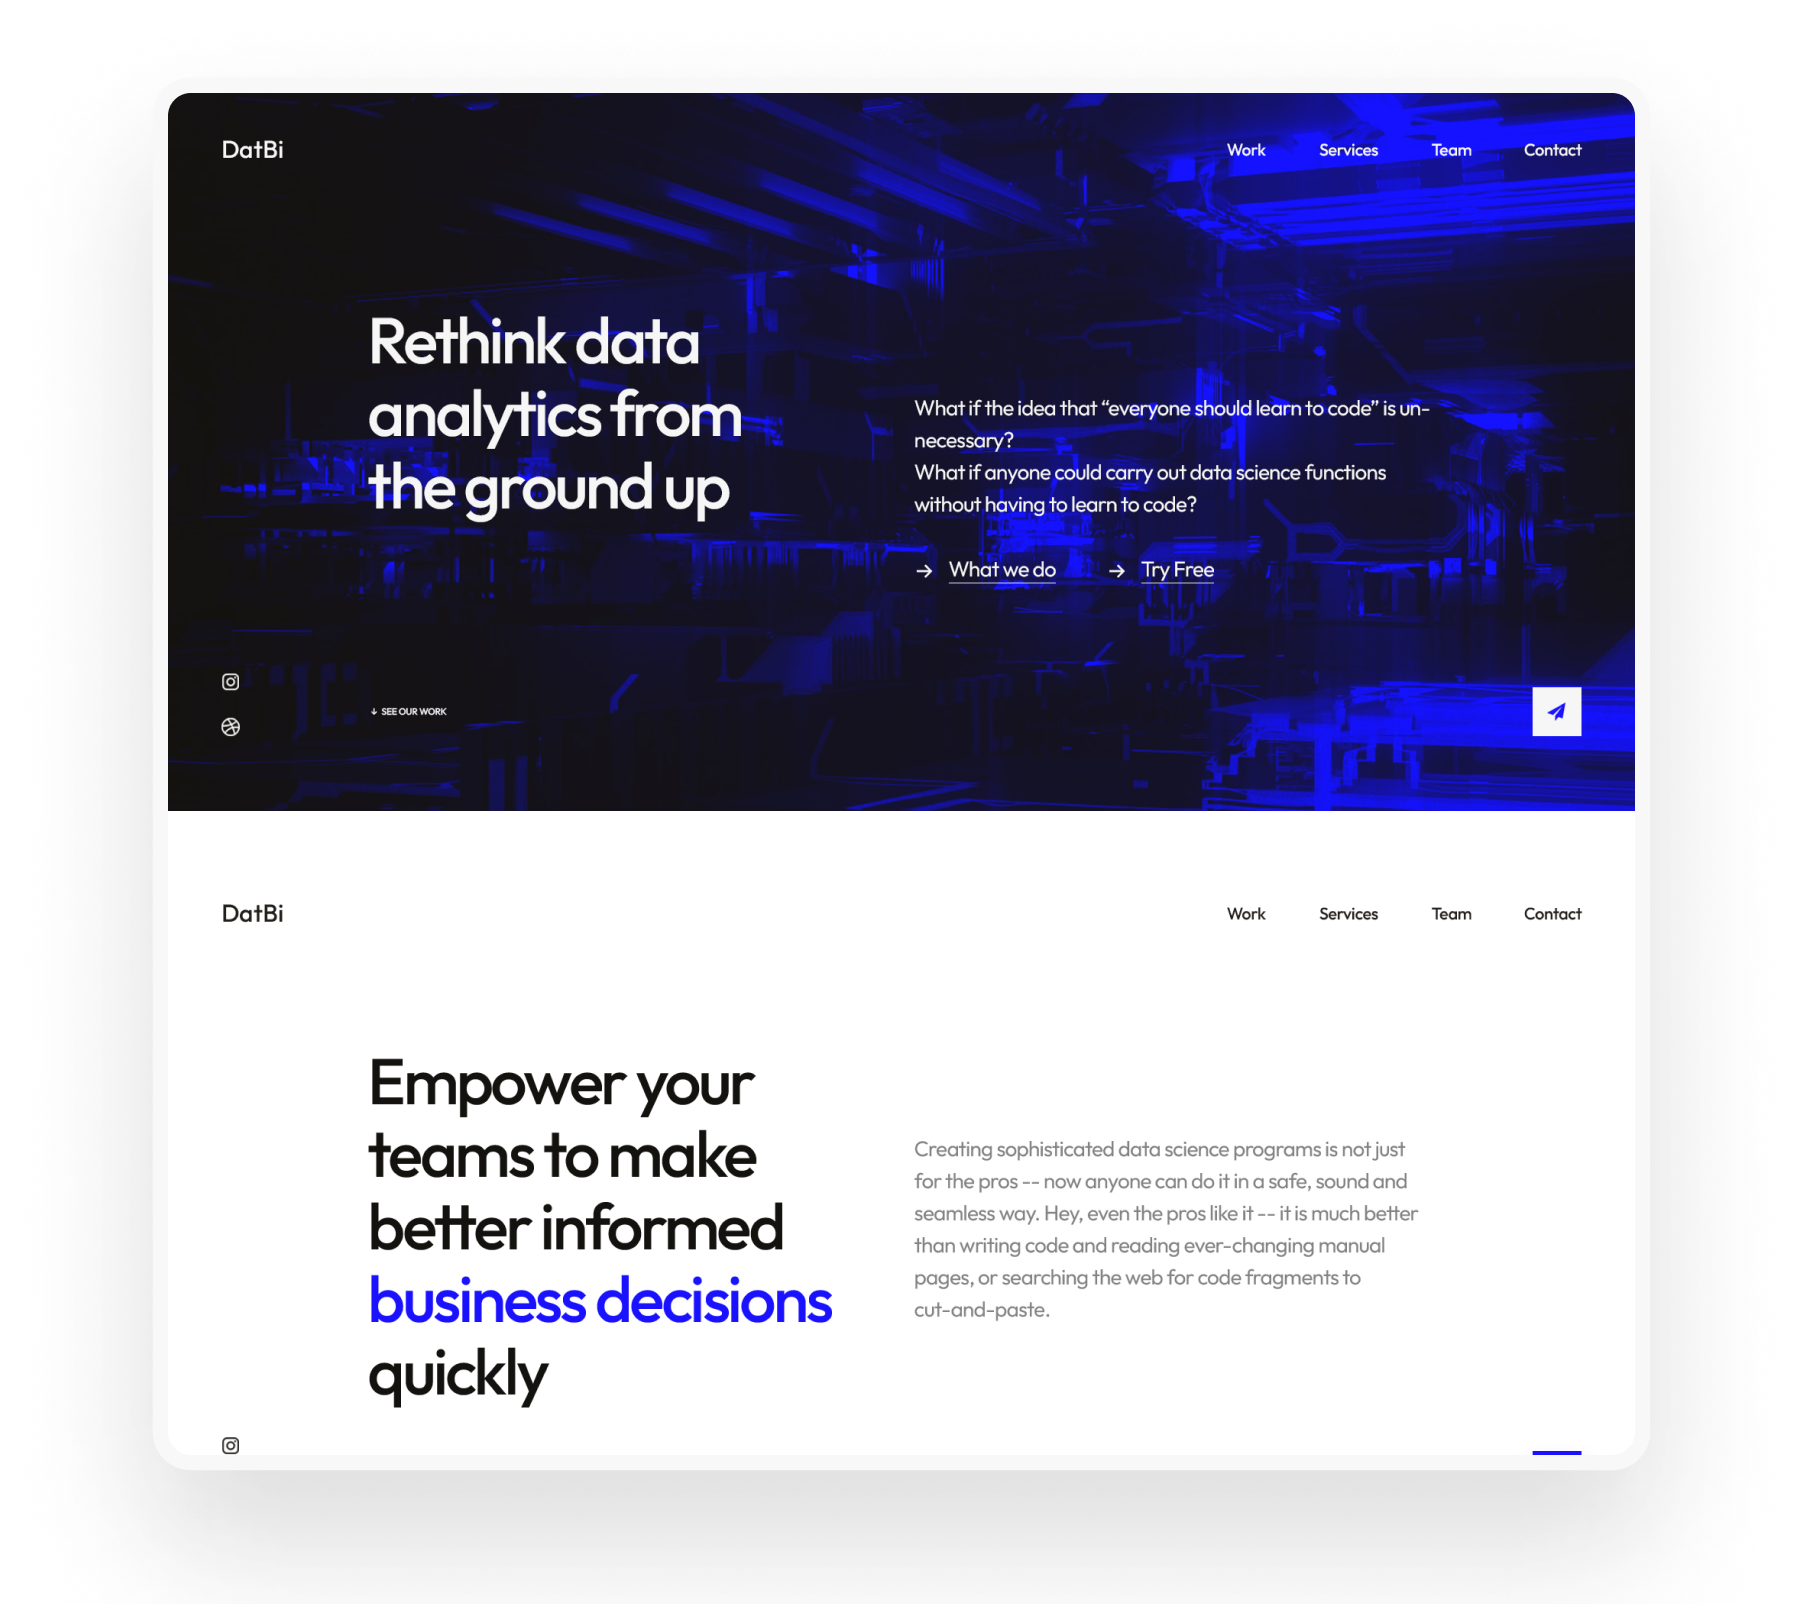 DatBi
Work Services Team Contact
Rethink data
analytics from
the ground up
What if the idea that “everyone should learn to code” is un-
necessary?
What if anyone could carry out data science functions
without having to learn to code?
→ What we do → Try Free
↓ SEE OUR WORK
DatBi
Work Services Team Contact
Empower your
teams to make
better informed
business decisions
quickly
Creating sophisticated data science programs is not just
for the pros -- now anyone can do it in a safe, sound and
seamless way. Hey, even the pros like it -- it is much better
than writing code and reading ever-changing manual
pages, or searching the web for code fragments to
cut-and-paste.